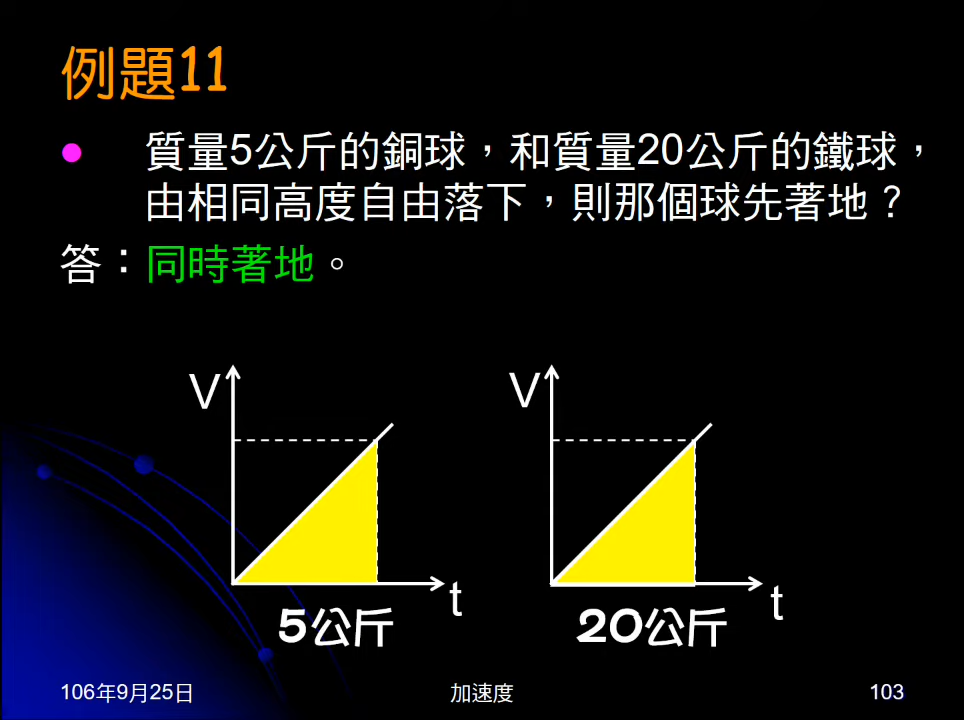 例題11
● 質量5公斤的銅球，和質量20公斤的鐵球，
由相同高度自由落下，則那個球先著地？
答：同時著地。
V
V
t
t
5公斤
20公斤
106年9月25日
加速度
103